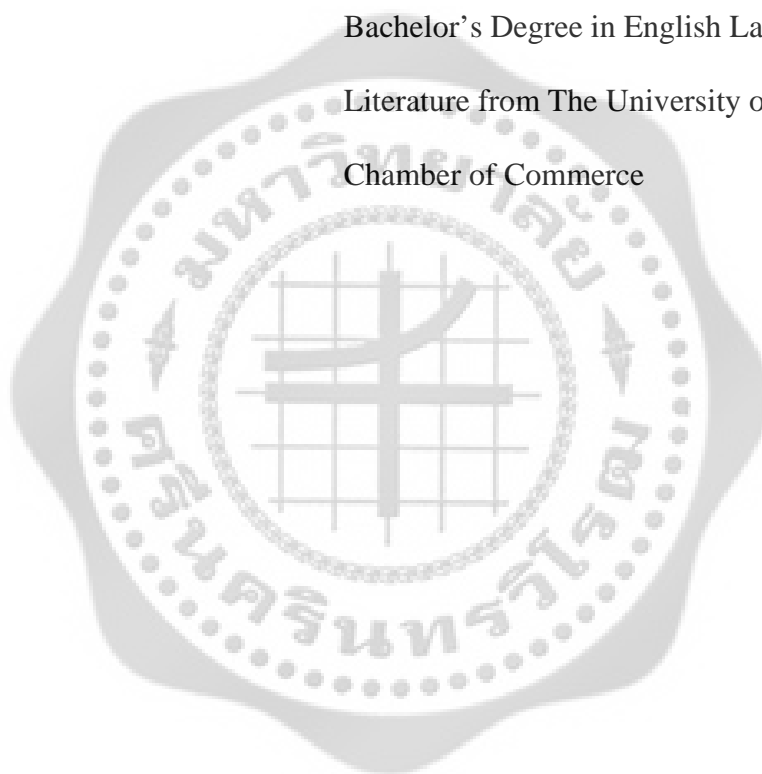 Bachelor's Degree in English La
Literature from The University o
Chamber of Commerce
มหาวิทยาลัย
ศรีนครินทรวิโรฒ